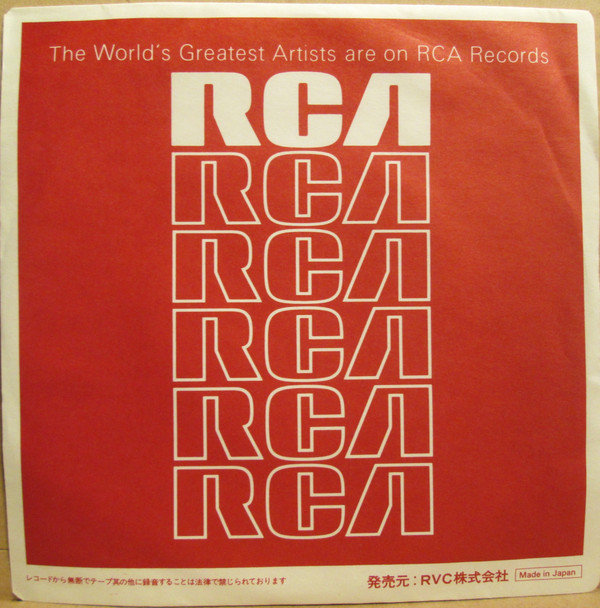 The World's Greatest Artists are on RCA Records
RCA
RCA
RCA
RCA
RCA
RCA
レコードから無断でテープ其の他に録音することは法律で禁じられております
発売元:RVC株式会社
Made in Japan